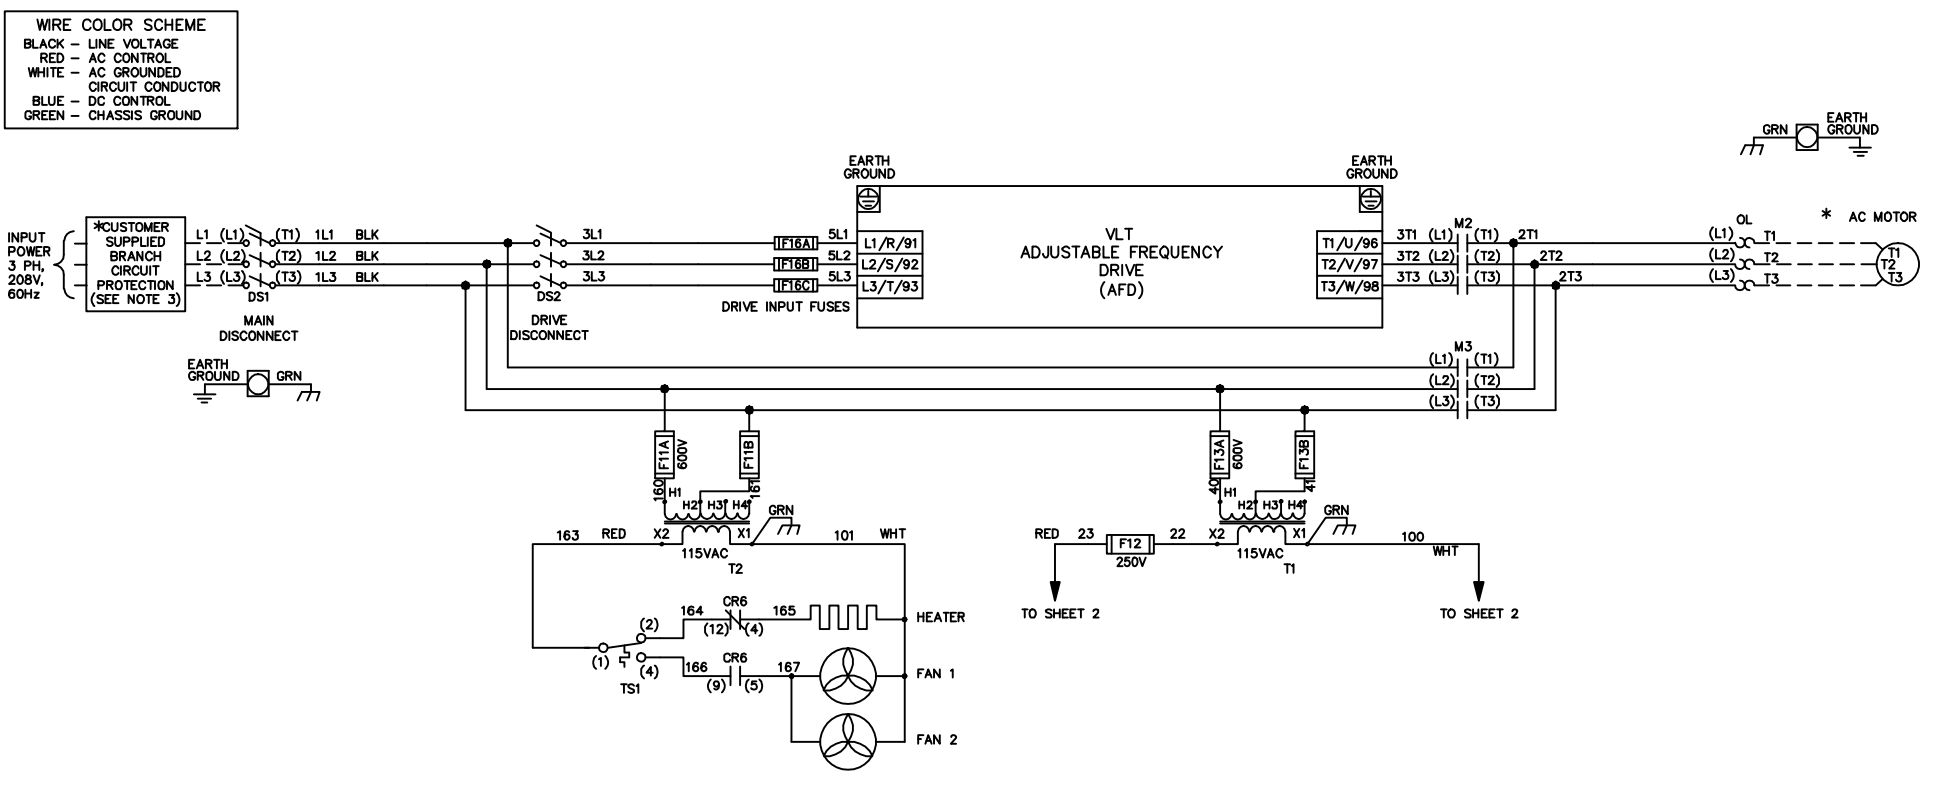 WIRE COLOR SCHEME
BLACK - LINE VOLTAGE
RED - AC CONTROL
WHITE - AC GROUNDED
CIRCUIT CONDUCTOR
BLUE - DC CONTROL
GREEN - CHASSIS GROUND
GRN
EARTH
GROUND
INPUT
POWER
3 PH,
208V,
60Hz
*CUSTOMER
SUPPLIED
BRANCH
CIRCUIT
PROTECTION
(SEE NOTE 3)
L1 (L1) (T1) 1L1 BLK
L2 (L2) (T2) 1L2 BLK
L3 (L3) (T3) 1L3 BLK
DS1
MAIN
DISCONNECT
EARTH
GROUND
GRN
3L1
3L2
3L3
DS2
DRIVE
DISCONNECT
F16A 5L1
F16B 5L2
F16C 5L3
DRIVE INPUT FUSES
EARTH
GROUND
L1/R/91
L2/S/92
L3/T/93
VLT
ADJUSTABLE FREQUENCY
DRIVE
(AFD)
EARTH
GROUND
T1/U/96
T2/V/97
T3/W/98
M2
3T1 (L1) (T1) 2T1
3T2 (L2) (T2) 2T2
3T3 (L3) (T3) 2T3
M3
(L1) (T1)
(L2) (T2)
(L3) (T3)
OL
(L1) T1
(L2) T2
(L3) T3
* AC MOTOR
T1
T2
T3
F11A
600V
F11B
160
161
H1 H2 H3 H4
GRN
163 RED X2 X1 101 WHT
115VAC
T2
F13A
600V
F13B
40
41
H1 H2 H3 H4
GRN
RED 23 F12 22 X2 X1 100
WHT
250V
115VAC
T1
TO SHEET 2
TO SHEET 2
CR6
164 165
(12) (4)
HEATER
(2)
(1)
(4)
TS1
CR6
166 167
(9) (5)
FAN 1
FAN 2